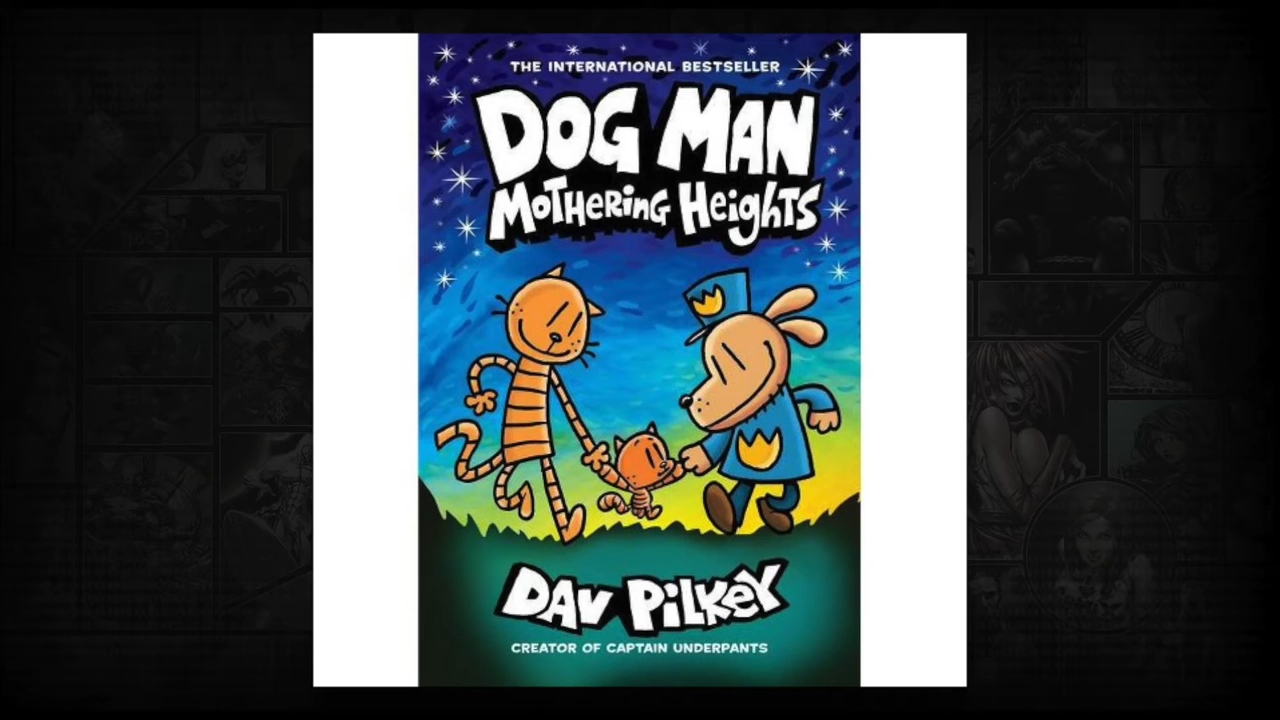 THE INTERNATIONAL BESTSELLER
DOG MAN
MOTHERING HEIGHTS
DAV PILKEY
CREATOR OF CAPTAIN UNDERPANTS